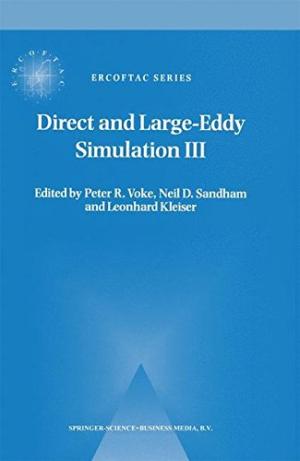 ERCOFTAC
ERCOFTAC SERIES
Direct and Large-Eddy
Simulation III
Edited by Peter R. Voke, Neil D. Sandham
and Leonhard Kleiser
SPRINGER-SCIENCE+BUSINESS MEDIA, B.V.